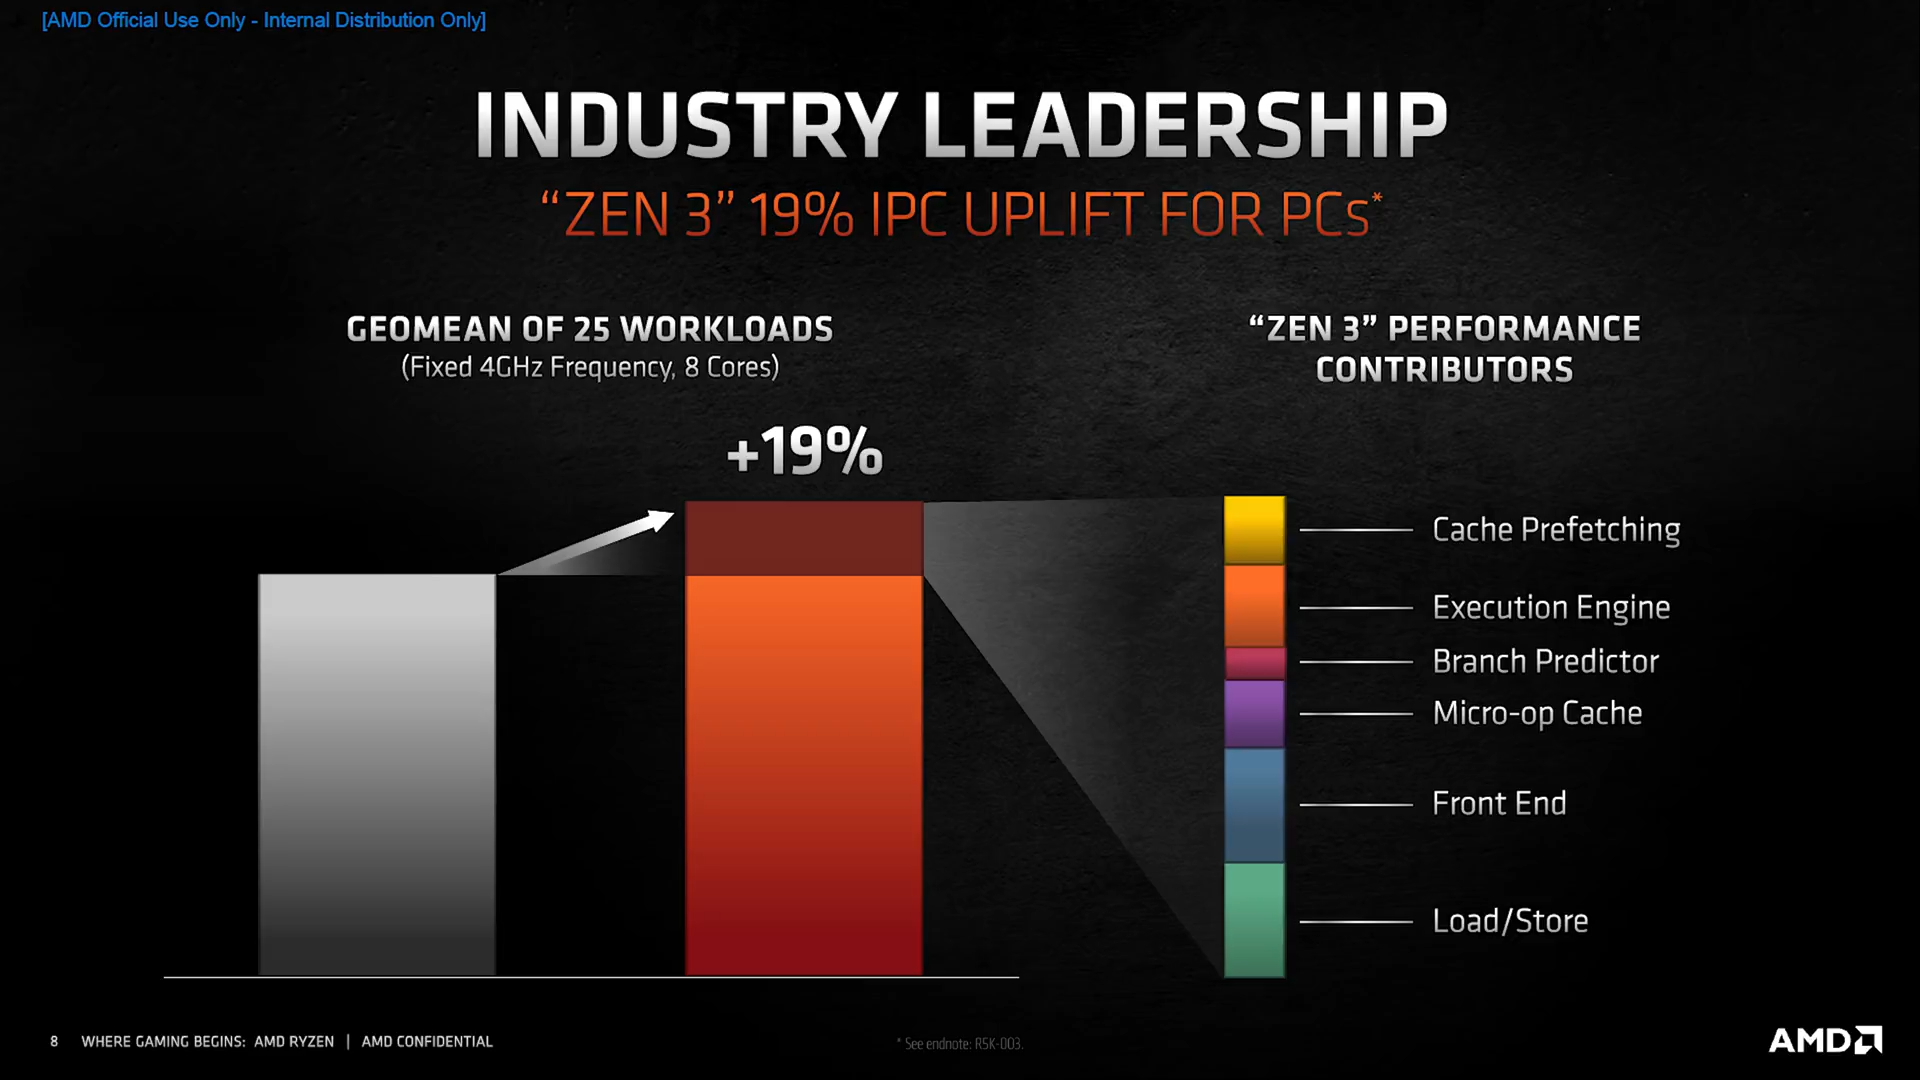 [AMD Official Use Only - Internal Distribution Only]
INDUSTRY LEADERSHIP
“ZEN 3” 19% IPC UPLIFT FOR PCs*
GEOMEAN OF 25 WORKLOADS
(Fixed 4GHz Frequency, 8 Cores)
+19%
“ZEN 3” PERFORMANCE
CONTRIBUTORS
Cache Prefetching
Execution Engine
Branch Predictor
Micro-op Cache
Front End
Load/Store
8 WHERE GAMING BEGINS: AMD RYZEN | AMD CONFIDENTIAL
* See endnote: R5K-003.
AMD